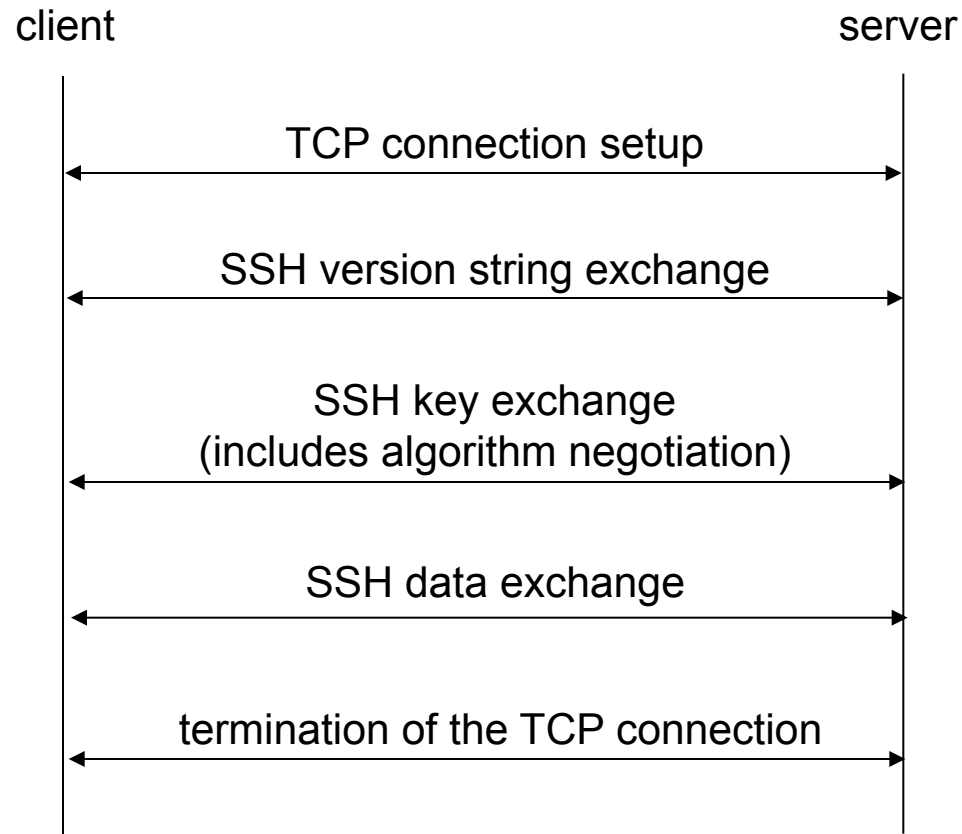 client
server
TCP connection setup
SSH version string exchange
SSH key exchange
(includes algorithm negotiation)
SSH data exchange
termination of the TCP connection